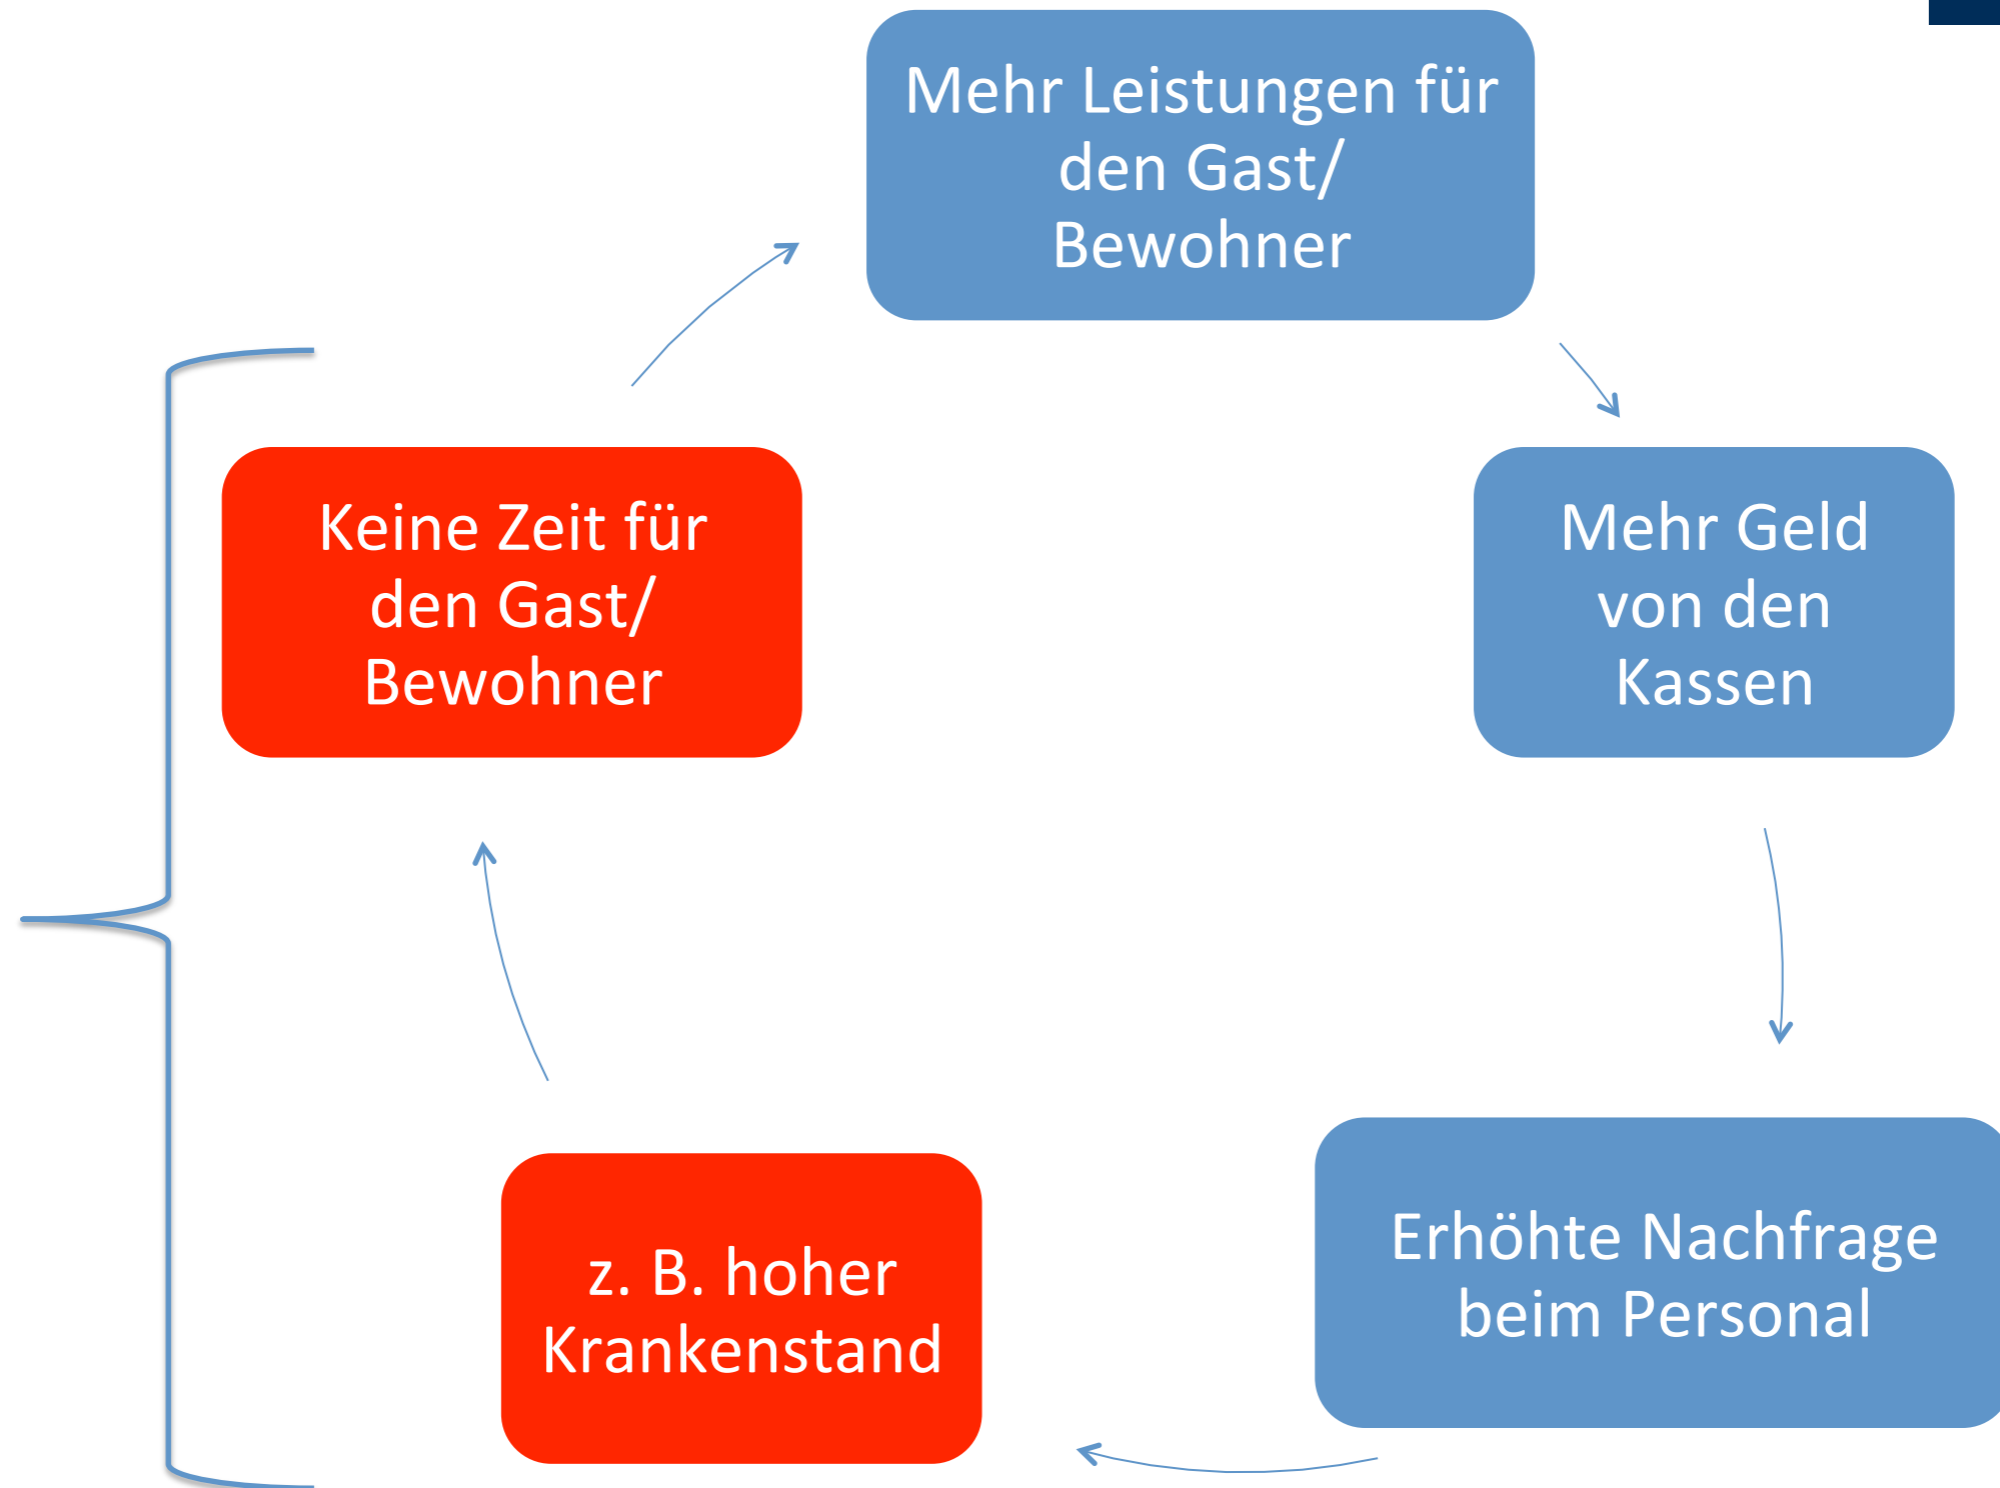 Mehr Leistungen für
den Gast/
Bewohner
Mehr Geld
von den
Kassen
Erhöhte Nachfrage
beim Personal
z. B. hoher
Krankenstand
Keine Zeit für
den Gast/
Bewohner